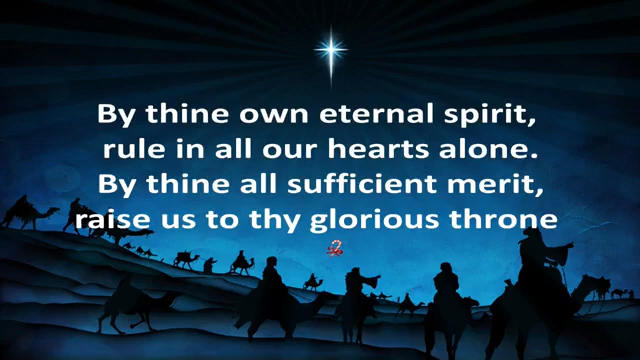 By thine own eternal spirit,
rule in all our hearts alone.
By thine all sufficient merit,
raise us to thy glorious throne
2